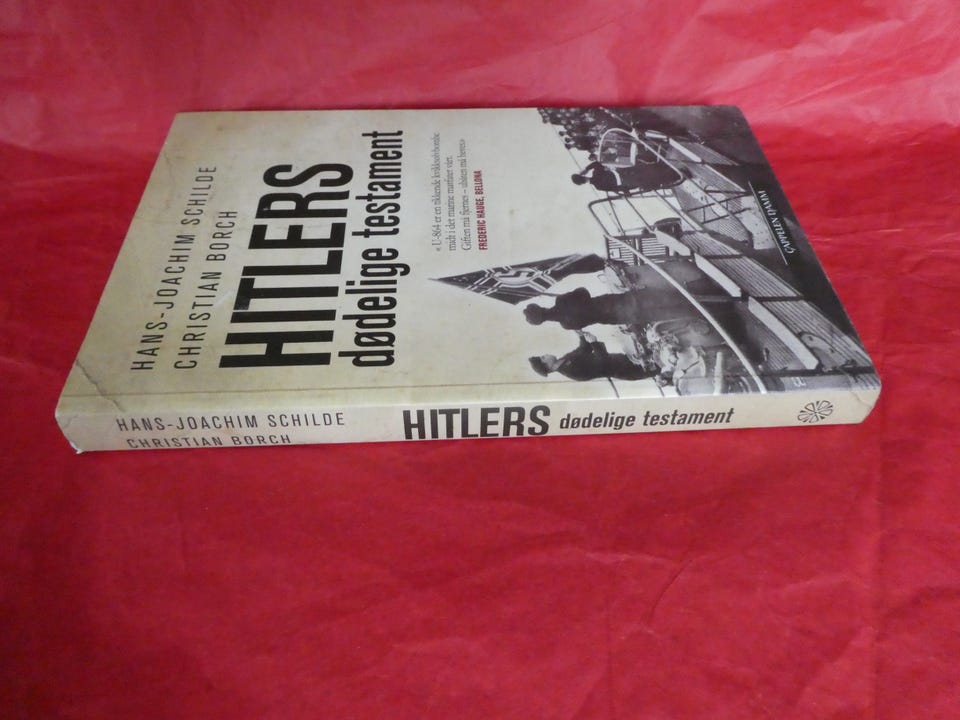 HANS-JOACHIM SCHILDE
CHRISTIAN BORCH
HITLERS
dødelige testament
« U-864 er en tikkende kvikksølvbombe
midt i det marine matfatet vårt.
Giften må fjernes – ubåten må heves»
FREDERIC HAUGE, BELLONA
CAPPELEN DAMM
HANS-JOACHIM SCHILDE
CHRISTIAN BORCH
HITLERS dødelige testament